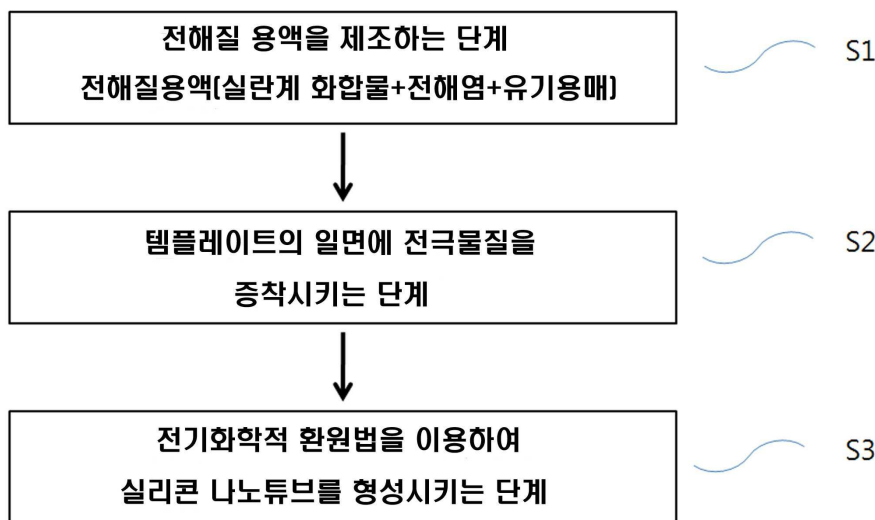 전해질 용액을 제조하는 단계
전해질용액(실란계 화합물+전해염+유기용매)
S1
템플레이트의 일면에 전극물질을
증착시키는 단계
S2
전기화학적 환원법을 이용하여
실리콘 나노튜브를 형성시키는 단계
S3